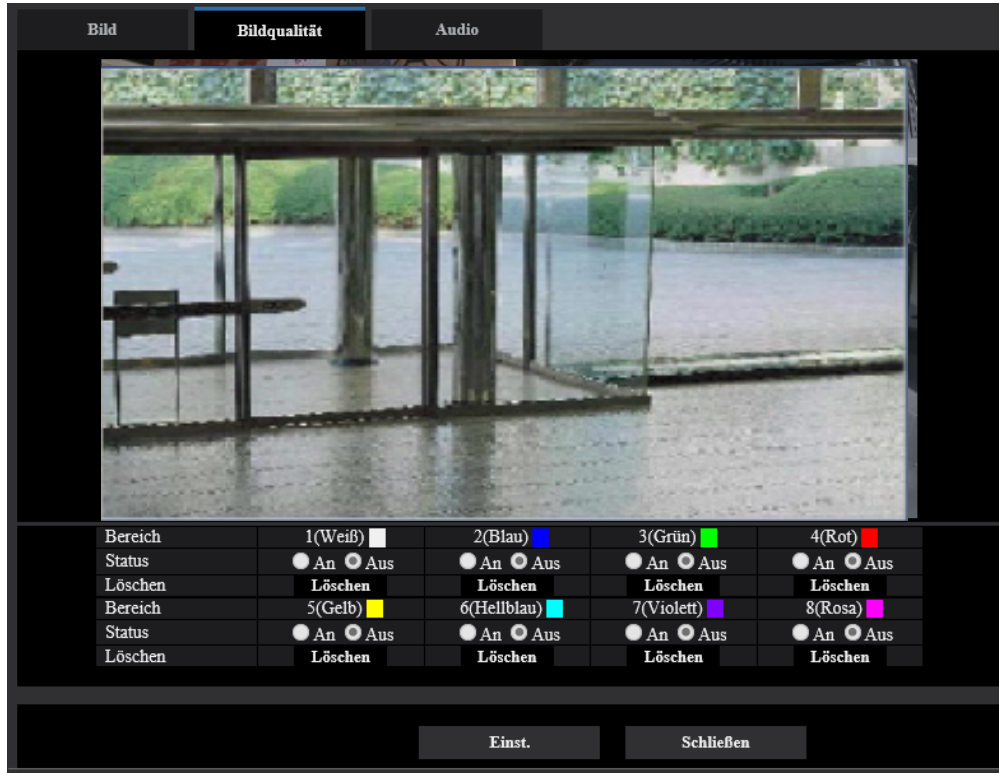 Bild Bildqualität Audio
Bereich 1(Weiß) 2(Blau) 3(Grün) 4(Rot)
Status An Aus An Aus An Aus An Aus
Löschen Löschen Löschen Löschen Löschen
Bereich 5(Gelb) 6(Hellblau) 7(Violett) 8(Rosa)
Status An Aus An Aus An Aus An Aus
Löschen Löschen Löschen Löschen Löschen
Einst. Schließen